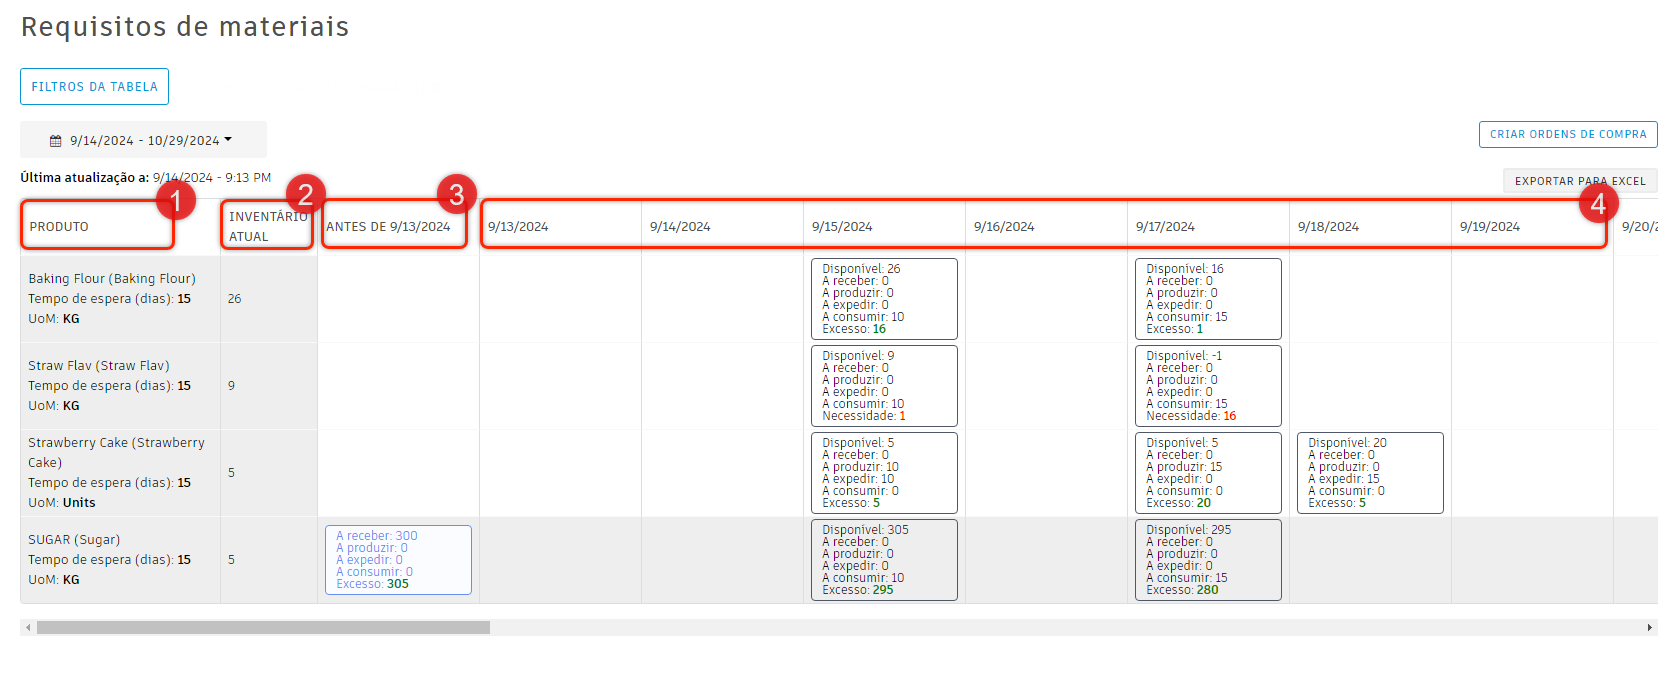 Requisitos de materiais
FILTROS DA TABELA
9/14/2024 - 10/29/2024
CRIAR ORDENS DE COMPRA
Última atualização a: 9/14/2024 - 9:13 PM
EXPORTAR PARA EXCEL
1
2
3
4
PRODUTO
INVENTÁRIO
ATUAL
ANTES DE 9/13/2024
9/13/2024
9/14/2024
9/15/2024
9/16/2024
9/17/2024
9/18/2024
9/19/2024
9/20/2
Baking Flour (Baking Flour)
Tempo de espera (dias): 15
UoM: KG
26
Disponível: 26
A receber: 0
A produzir: 0
A expedir: 0
A consumir: 10
Excesso: 16
Disponível: 16
A receber: 0
A produzir: 0
A expedir: 0
A consumir: 15
Excesso: 1
Straw Flav (Straw Flav)
Tempo de espera (dias): 15
UoM: KG
9
Disponível: 9
A receber: 0
A produzir: 0
A expedir: 0
A consumir: 10
Necessidade: 1
Disponível: -1
A receber: 0
A produzir: 0
A expedir: 0
A consumir: 15
Necessidade: 16
Strawberry Cake (Strawberry
Cake)
Tempo de espera (dias): 15
UoM: Units
5
Disponível: 5
A receber: 0
A produzir: 10
A expedir: 10
A consumir: 0
Excesso: 5
Disponível: 5
A receber: 0
A produzir: 15
A expedir: 0
A consumir: 0
Excesso: 20
Disponível: 20
A receber: 0
A produzir: 0
A expedir: 15
A consumir: 0
Excesso: 5
SUGAR (Sugar)
Tempo de espera (dias): 15
UoM: KG
5
A receber: 300
A produzir: 0
A expedir: 0
A consumir: 0
Excesso: 305
Disponível: 305
A receber: 0
A produzir: 0
A expedir: 0
A consumir: 10
Excesso: 295
Disponível: 295
A receber: 0
A produzir: 0
A expedir: 0
A consumir: 15
Excesso: 280